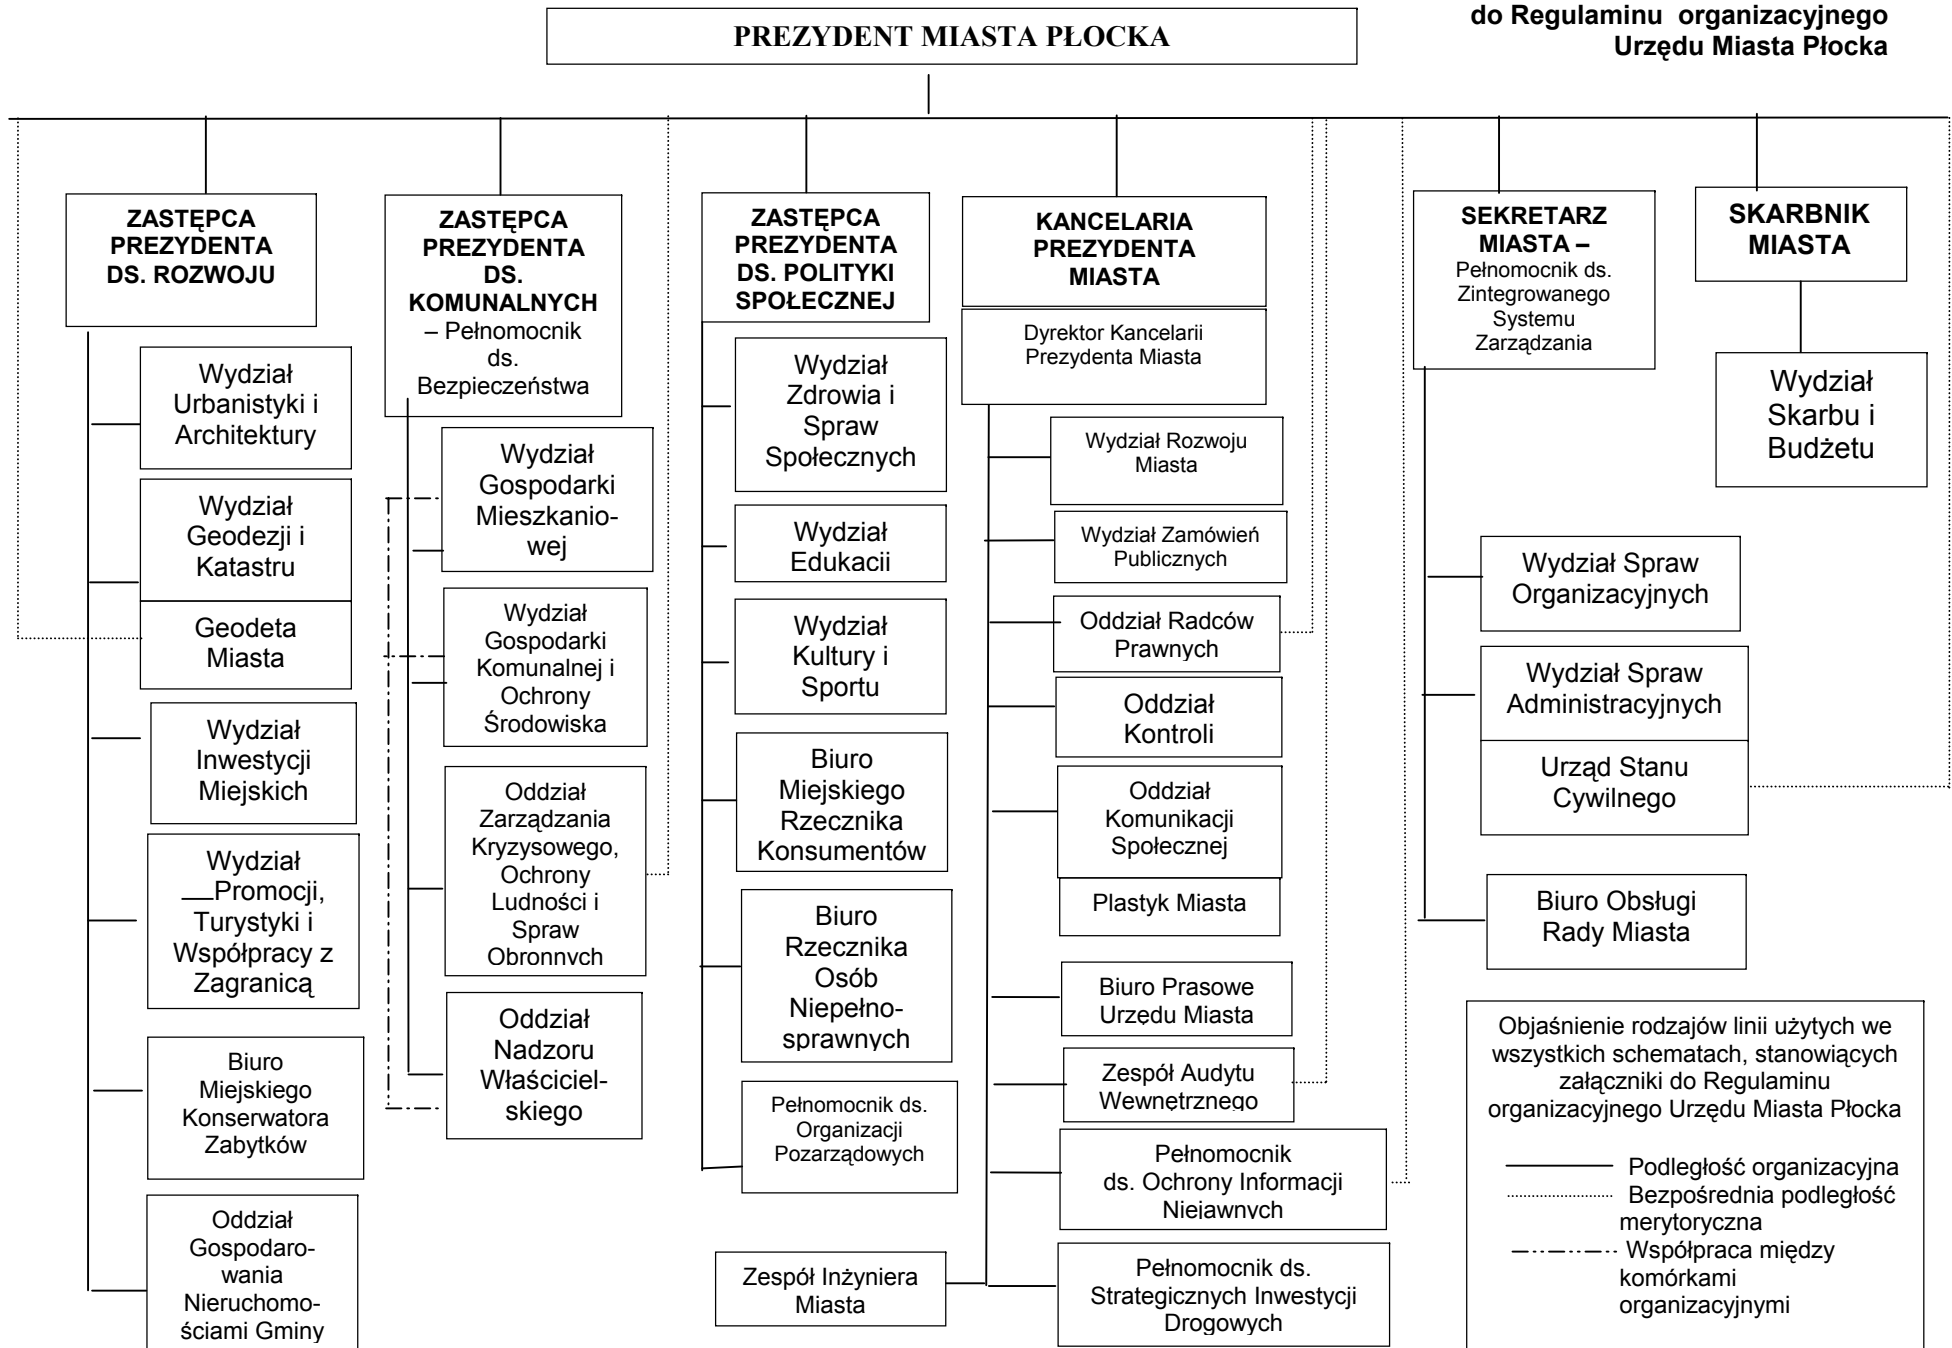 do Regulaminu organizacyjnego
Urzędu Miasta Płocka
PREZYDENT MIASTA PŁOCKA
ZASTĘPCA
PREZYDENTA
DS. ROZWOJU
Wydział
Urbanistyki i
Architektury
Wydział
Geodezji i
Katastru
Geodeta
Miasta
Wydział
Inwestycji
Miejskich
Wydział
Promocji,
Turystyki i
Współpracy z
Zagranicą
Biuro
Miejskiego
Konserwatora
Zabytków
Oddział
Gospodaro-
wania
Nieruchomo-
ściami Gminy
ZASTĘPCA
PREZYDENTA
DS.
KOMUNALNYCH
– Pełnomocnik
ds.
Bezpieczeństwa
Wydział
Gospodarki
Mieszkanio-
wej
Wydział
Gospodarki
Komunalnej i
Ochrony
Środowiska
Oddział
Zarządzania
Kryzysowego,
Ochrony
Ludności i
Spraw
Obronnych
Oddział
Nadzoru
Właściciel-
skiego
ZASTĘPCA
PREZYDENTA
DS. POLITYKI
SPOŁECZNEJ
Wydział
Zdrowia i
Spraw
Społecznych
Wydział
Edukacji
Wydział
Kultury i
Sportu
Biuro
Miejskiego
Rzecznika
Konsumentów
Biuro
Rzecznika
Osób
Niepełno-
sprawnych
Pełnomocnik ds.
Organizacji
Pozarządowych
KANCELARIA
PREZYDENTA
MIASTA
Dyrektor Kancelarii
Prezydenta Miasta
Wydział Rozwoju
Miasta
Wydział Zamówień
Publicznych
Oddział Radców
Prawnych
Oddział
Kontroli
Oddział
Komunikacji
Społecznej
Plastyk Miasta
Biuro Prasowe
Urzędu Miasta
Zespół Audytu
Wewnętrznego
Pełnomocnik
ds. Ochrony Informacji
Niejawnych
Zespół Inżyniera
Miasta
Pełnomocnik ds.
Strategicznych Inwestycji
Drogowych
SEKRETARZ
MIASTA –
Pełnomocnik ds.
Zintegrowanego
Systemu
Zarządzania
Wydział Spraw
Organizacyjnych
Wydział Spraw
Administracyjnych
Urząd Stanu
Cywilnego
Biuro Obsługi
Rady Miasta
SKARBNIK
MIASTA
Wydział
Skarbu i
Budżetu
Objaśnienie rodzajów linii użytych we
wszystkich schematach, stanowiących
załączniki do Regulaminu
organizacyjnego Urzędu Miasta Płocka
Podległość organizacyjna
Bezpośrednia podległość
merytoryczna
Współpraca między
komórkami
organizacyjnymi